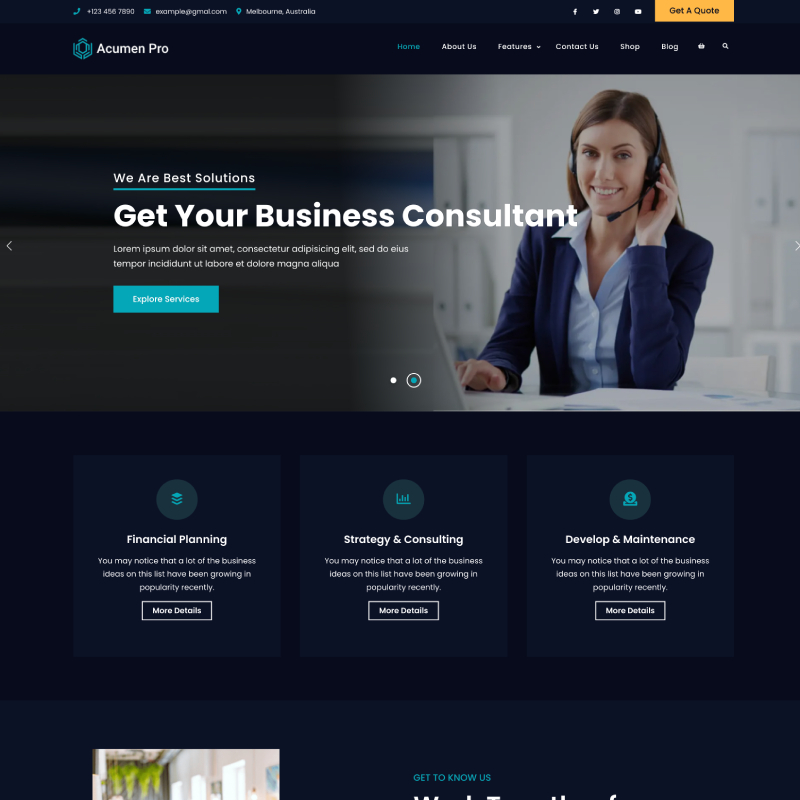 +123 456 7890 example@gmal.com Melbourne, Australia Get A Quote
Acumen Pro Home About Us Features Contact Us Shop Blog
We Are Best Solutions
Get Your Business Consultant
Lorem ipsum dolor sit amet, consectetur adipisicing elit, sed do eius
tempor incididunt ut labore et dolore magna aliqua
Explore Services
Financial Planning
You may notice that a lot of the business
ideas on this list have been growing in
popularity recently.
More Details
Strategy & Consulting
You may notice that a lot of the business
ideas on this list have been growing in
popularity recently.
More Details
Develop & Maintenance
You may notice that a lot of the business
ideas on this list have been growing in
popularity recently.
More Details
GET TO KNOW US